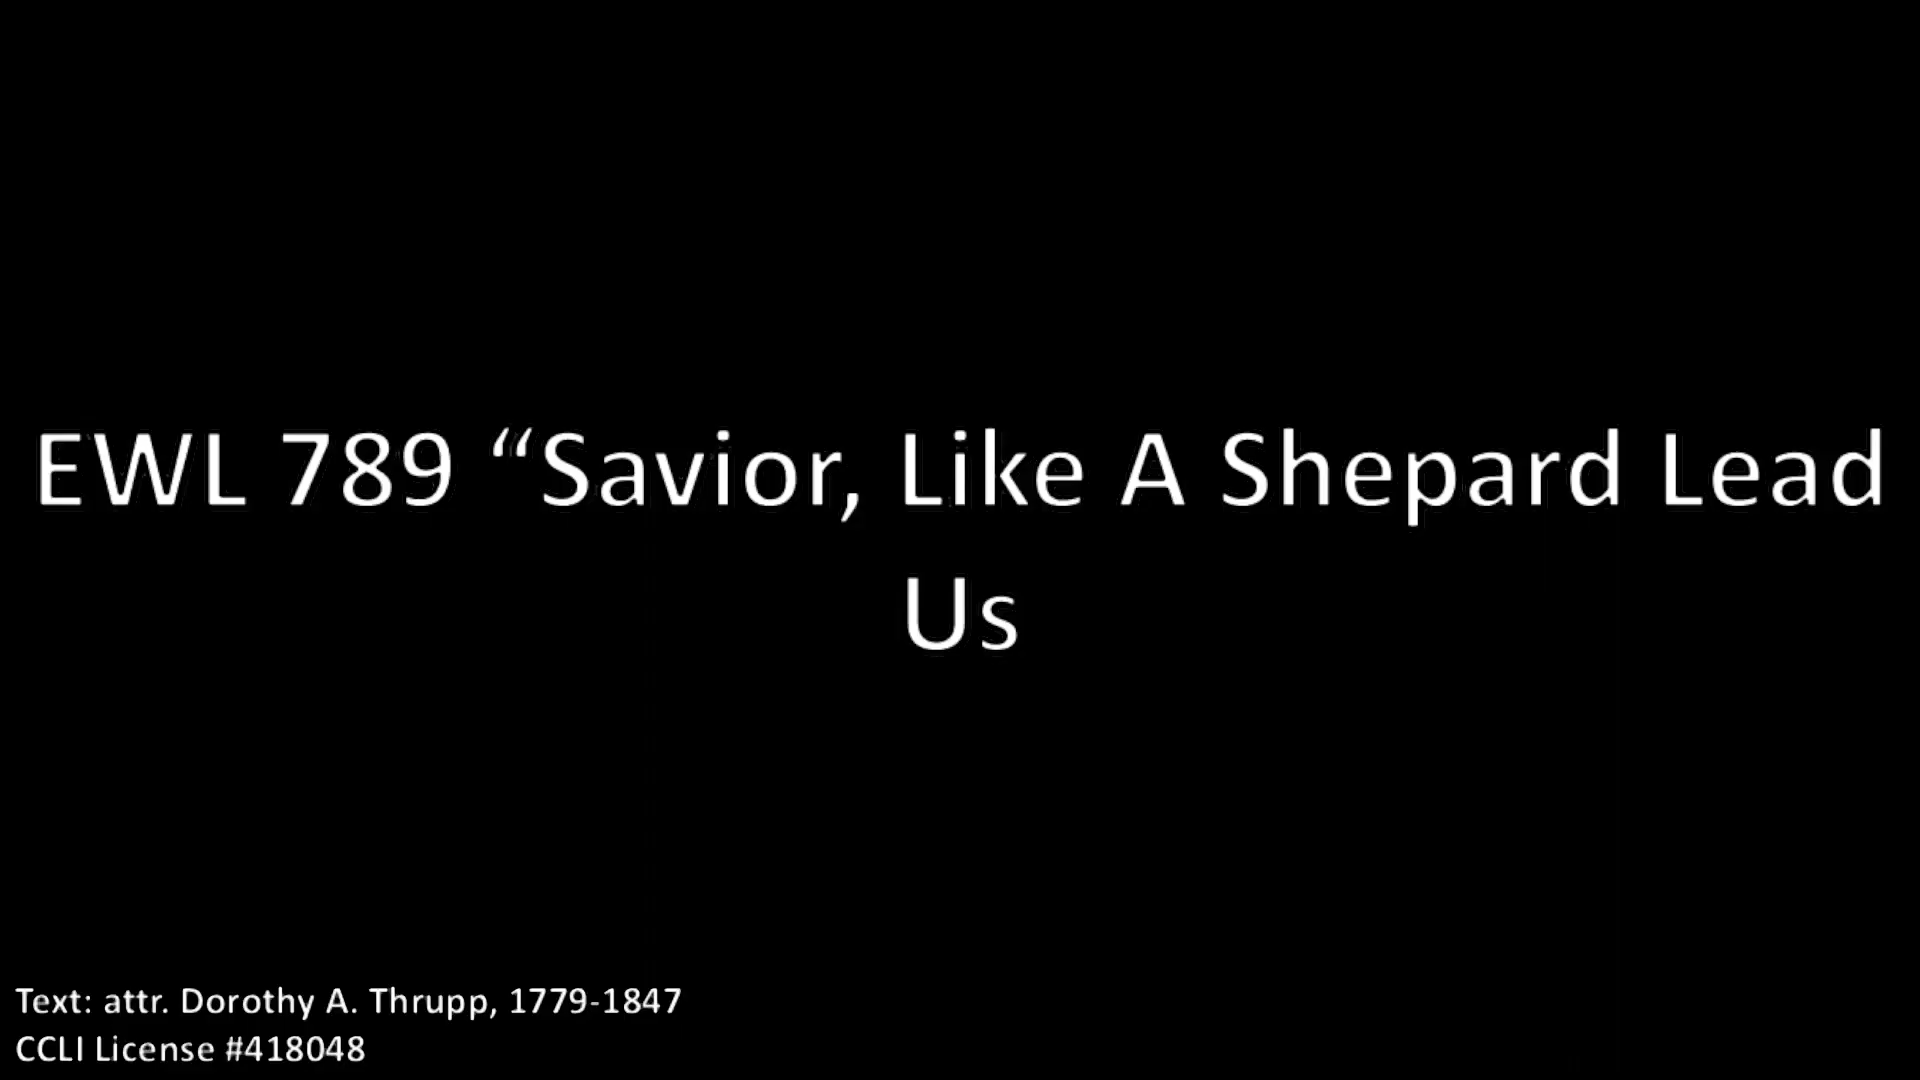 EWL 789 “Savior, Like A Shepard Lead
Us
Text: attr. Dorothy A. Thrupp, 1779-1847
CCLI License #418048